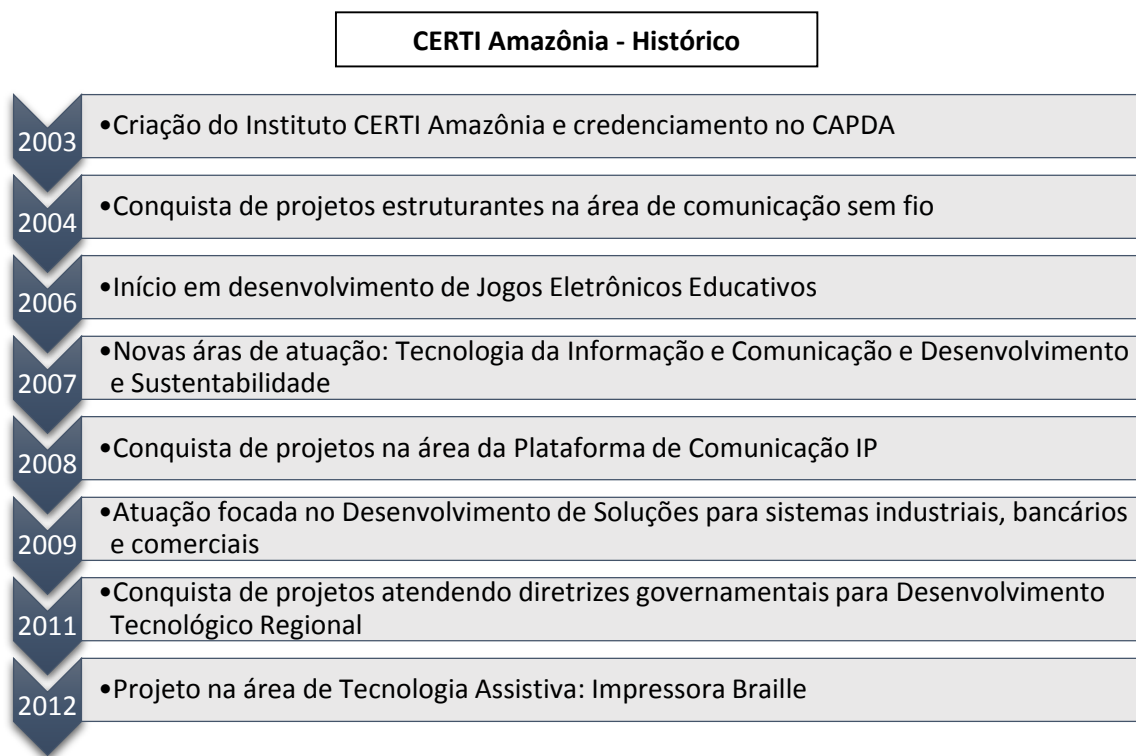 CERTI Amazônia - Histórico
2003
•Criação do Instituto CERTI Amazônia e credenciamento no CAPDA
2004
•Conquista de projetos estruturantes na área de comunicação sem fio
2006
•Início em desenvolvimento de Jogos Eletrônicos Educativos
2007
•Novas áras de atuação: Tecnologia da Informação e Comunicação e Desenvolvimento
e Sustentabilidade
2008
•Conquista de projetos na área da Plataforma de Comunicação IP
2009
•Atuação focada no Desenvolvimento de Soluções para sistemas industriais, bancários
e comerciais
2011
•Conquista de projetos atendendo diretrizes governamentais para Desenvolvimento
Tecnológico Regional
2012
•Projeto na área de Tecnologia Assistiva: Impressora Braille